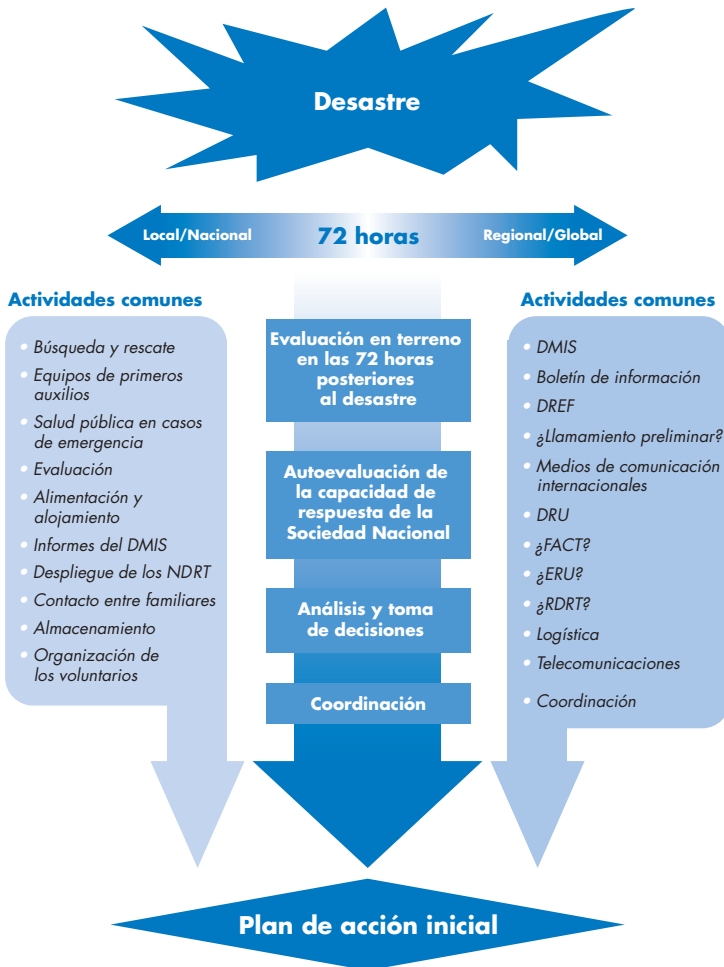 Desastre
Local/Nacional
72 horas
Regional/Global
Actividades comunes
• Búsqueda y rescate
• Equipos de primeros
auxilios
• Salud pública en casos
de emergencia
• Evaluación
• Alimentación y
alojamiento
• Informes del DMIS
• Despliegue de los NDRT
• Contacto entre familiares
• Almacenamiento
• Organización de
los voluntarios
Evaluación en terreno
en las 72 horas
posteriores
al desastre
Autoevaluación de
la capacidad de
respuesta de la
Sociedad Nacional
Análisis y toma
de decisiones
Coordinación
Actividades comunes
• DMIS
• Boletín de información
• DREF
• ¿Llamamiento preliminar?
• Medios de comunicación
internacionales
• DRU
• ¿FACT?
• ¿ERU?
• ¿RDRT?
• Logística
• Telecomunicaciones
• Coordinación
Plan de acción inicial